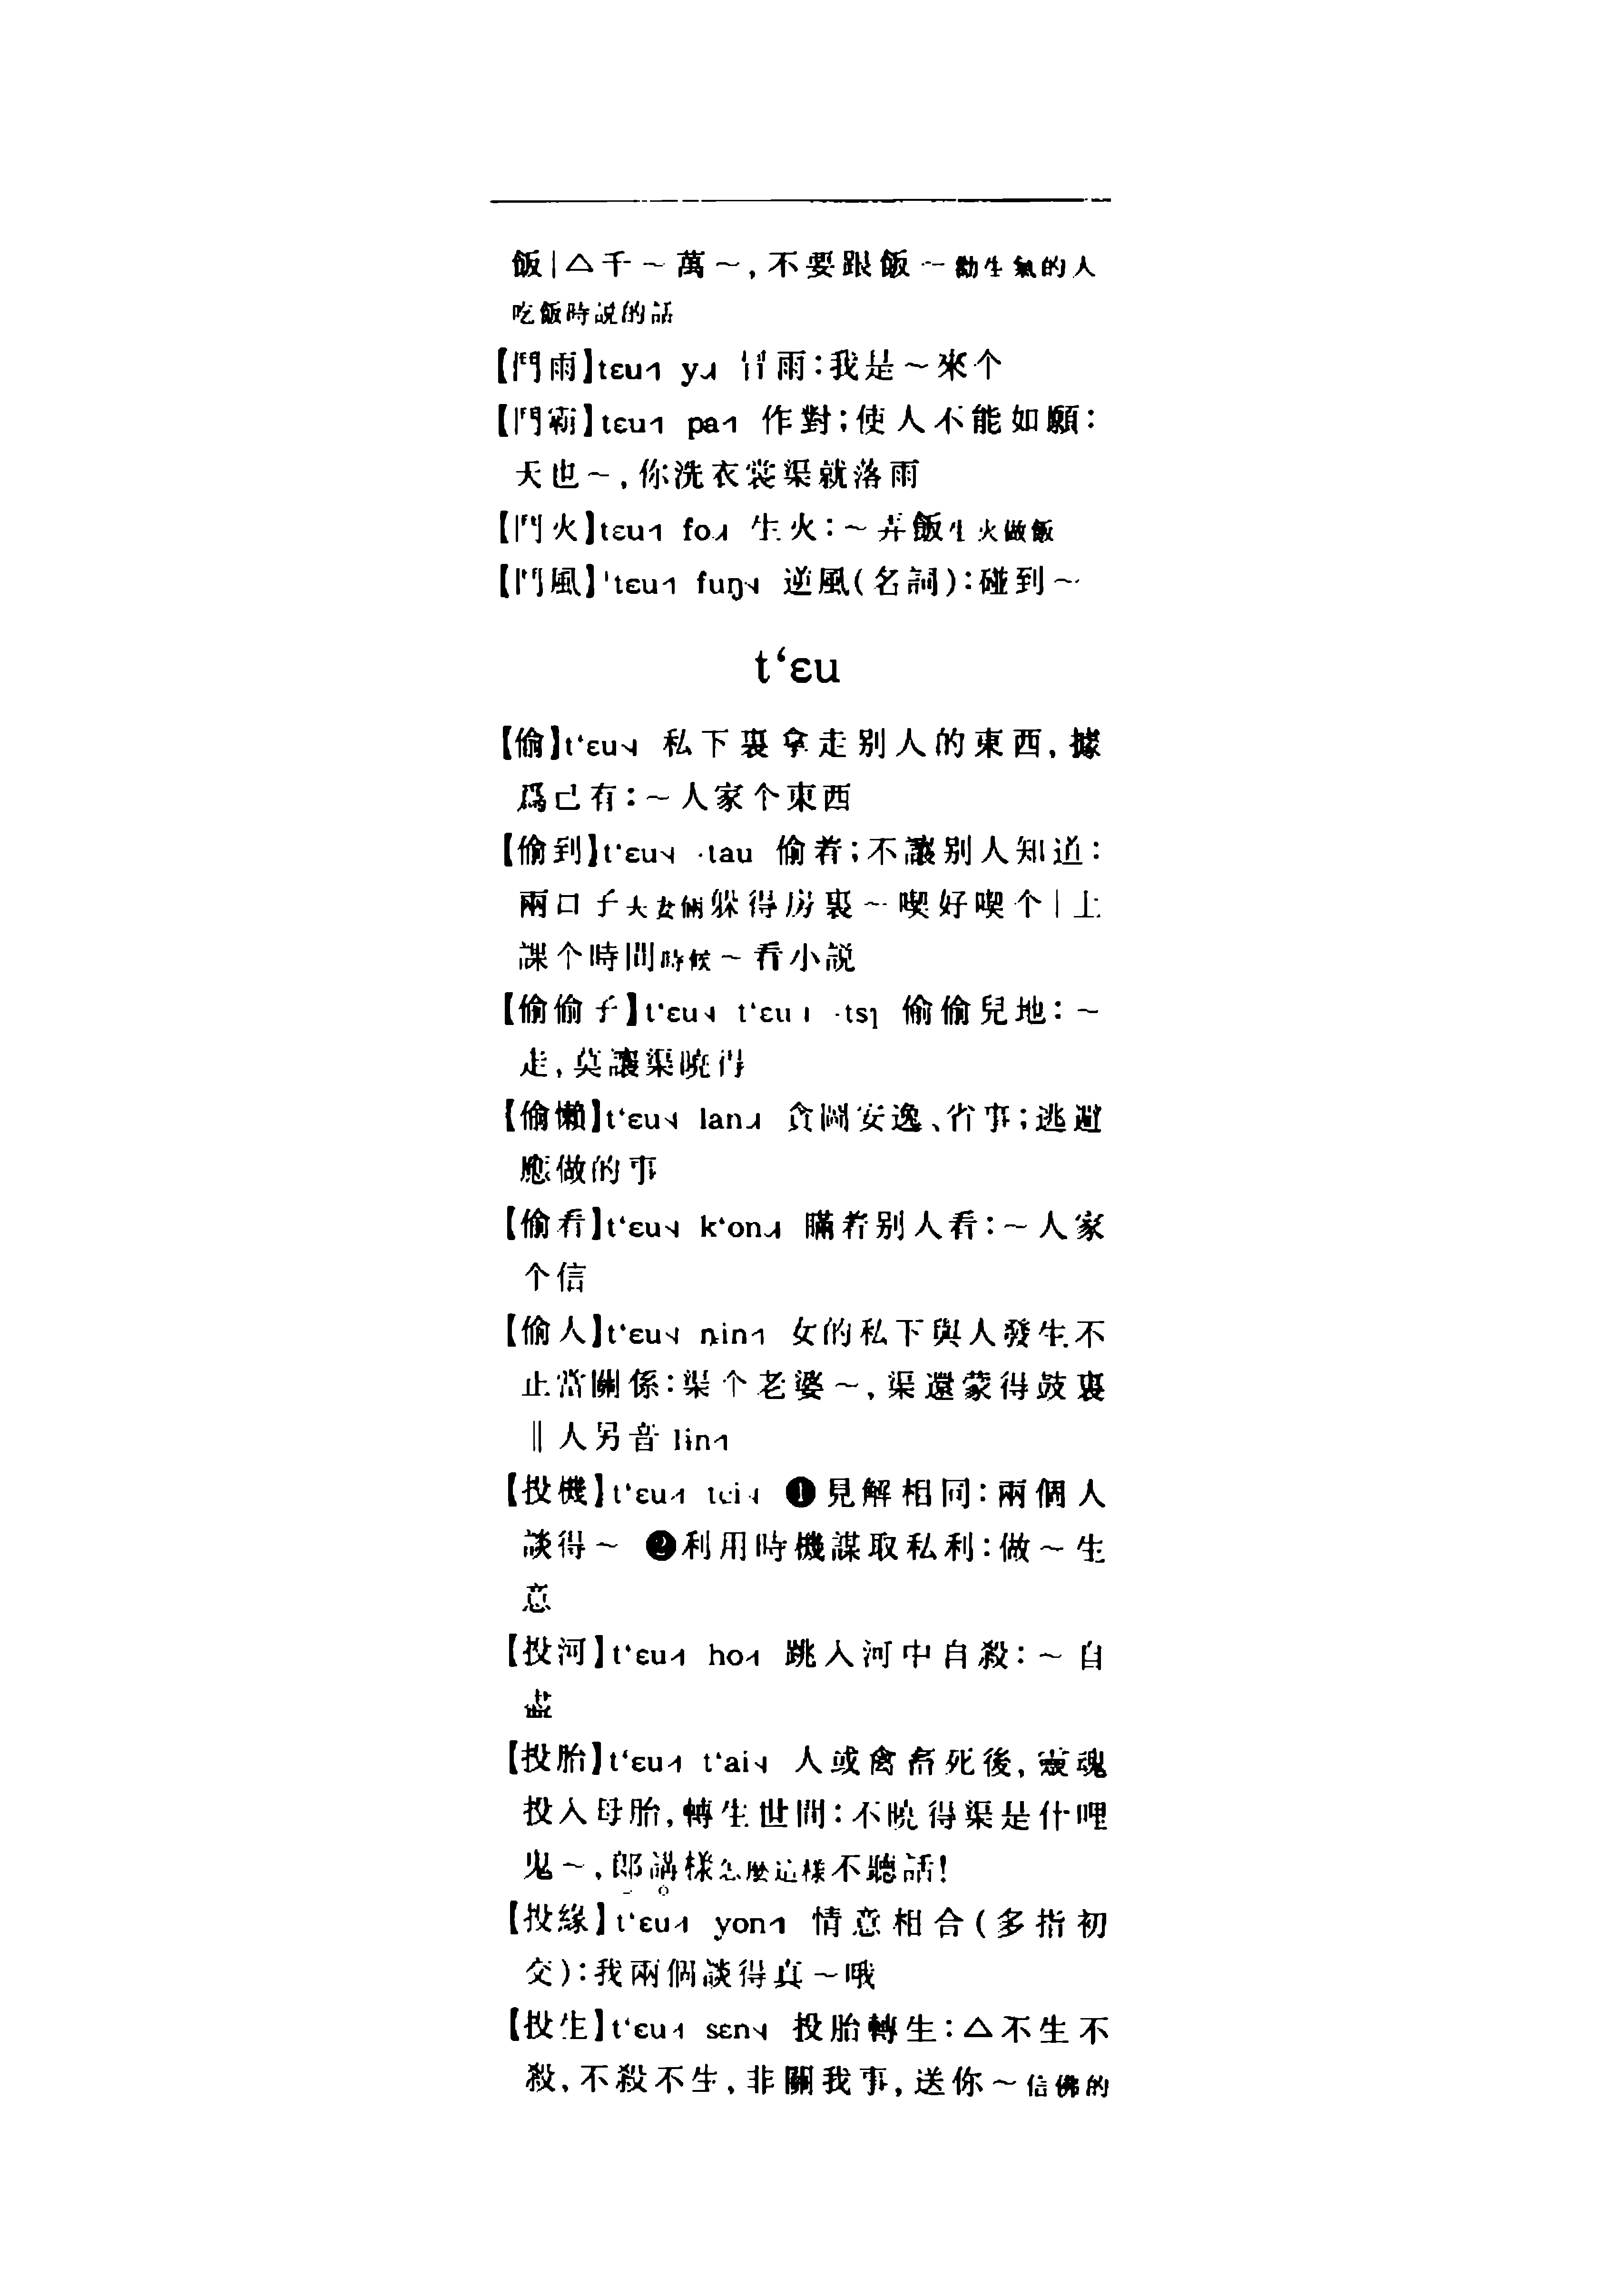 飯|△千～萬～,不要跟飯～勸生氣的人
吃飯時説的話
【鬥雨】tɛu˧ y˩ 冒雨:我是～來个
【鬥霸】tɛu˧ pa˧ 作對;使人不能如願:
天也～,你洗衣裳渠就落雨
【鬥火】tɛu˧ fo˩ 生火:～弄飯生火做飯
【鬥風】tɛu˧ fuŋ 逆風(名詞):碰到～
t‘ɛu
【偷】t‘ɛu 私下裏拿走别人的東西,據
爲己有:～人家个東西
【偷到】t‘ɛu ·tau 偷着;不讓别人知道:
兩口子夫妻倆躲得房裏～喫好喫个|上
課个時間時候～看小説
【偷偷子】t‘ɛu t‘ɛu ·tsɿ 偷偷兒地:～
走,莫讓渠曉得
【偷懶】t‘ɛu lan 貪圖安逸、省事;逃避
應做的事
【偷看】t‘ɛu k‘on 瞞着别人看:～人家
个信
【偷人】t‘ɛu ȵin 女的私下與人發生不
正當關係:渠个老婆～,渠還蒙得鼓裏
‖人另音 lin
【投機】t‘ɛu tɕi ❶見解相同:兩個人
談得～ ❷利用時機謀取私利:做～生
意
【投河】t‘ɛu ho 跳入河中自殺:～自
盡
【投胎】t‘ɛu t‘ai 人或禽畜死後,靈魂
投入母胎,轉生世間:不曉得渠是什哩
鬼～,郎講樣怎麽這樣不聽話!
【投緣】t‘ɛu yon 情意相合(多指初
交):我兩個談得真～哦
【投生】t‘ɛu sɛn 投胎轉生:△不生不
殺,不殺不生,非關我事,送你～信佛的